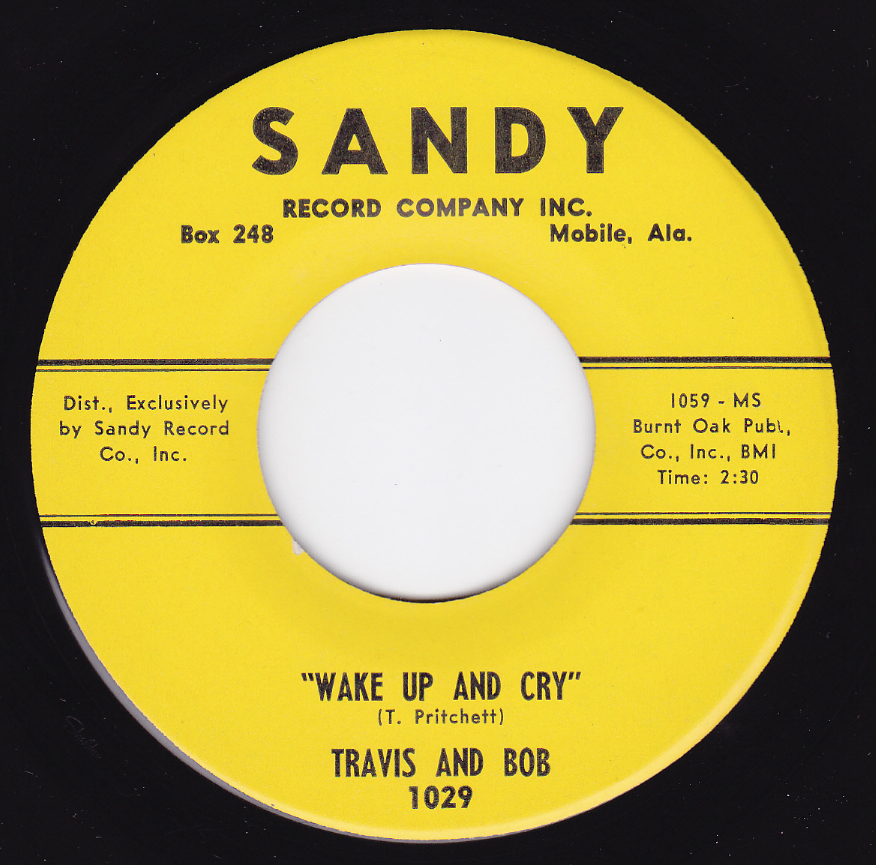 SANDY
RECORD COMPANY INC.
Box 248 Mobile, Ala.
Dist., Exclusively
by Sandy Record
Co., Inc.
1059 - MS
Burnt Oak Publ,
Co., Inc., BMI
Time: 2:30
"WAKE UP AND CRY"
(T. Pritchett)
TRAVIS AND BOB
1029